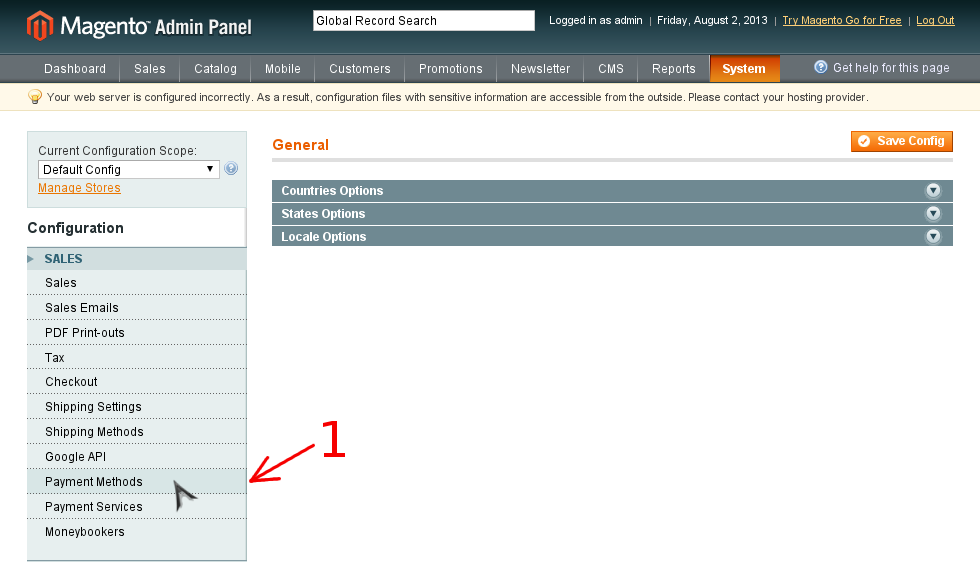 Magento™ Admin Panel
Global Record Search
Logged in as admin | Friday, August 2, 2013 | Try Magento Go for Free | Log Out
Dashboard Sales Catalog Mobile Customers Promotions Newsletter CMS Reports System Get help for this page
Your web server is configured incorrectly. As a result, configuration files with sensitive information are accessible from the outside. Please contact your hosting provider.
Current Configuration Scope:
Default Config
Manage Stores
Configuration
SALES
Sales
Sales Emails
PDF Print-outs
Tax
Checkout
Shipping Settings
Shipping Methods
Google API
Payment Methods
Payment Services
Moneybookers
1
General
Save Config
Countries Options
States Options
Locale Options